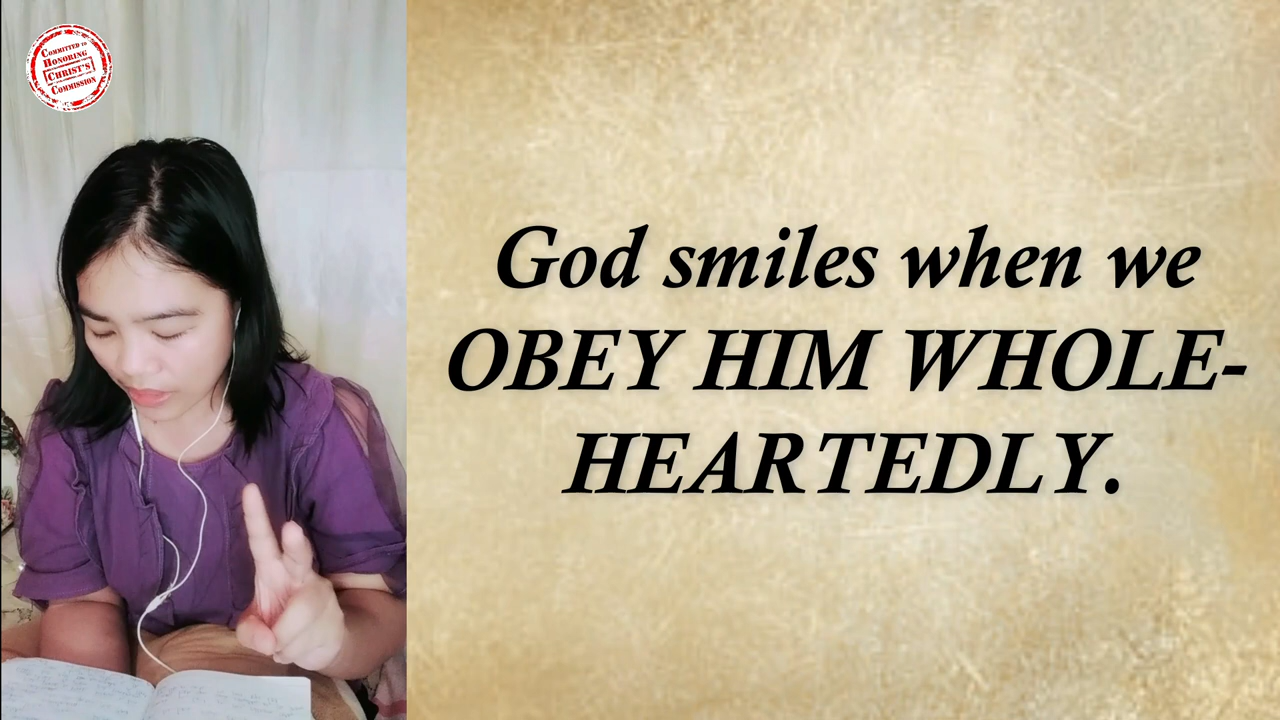 COMMITTED TO
HONORING
CHRIST'S
COMMISSION
God smiles when we
OBEY HIM WHOLE-
HEARTEDLY.